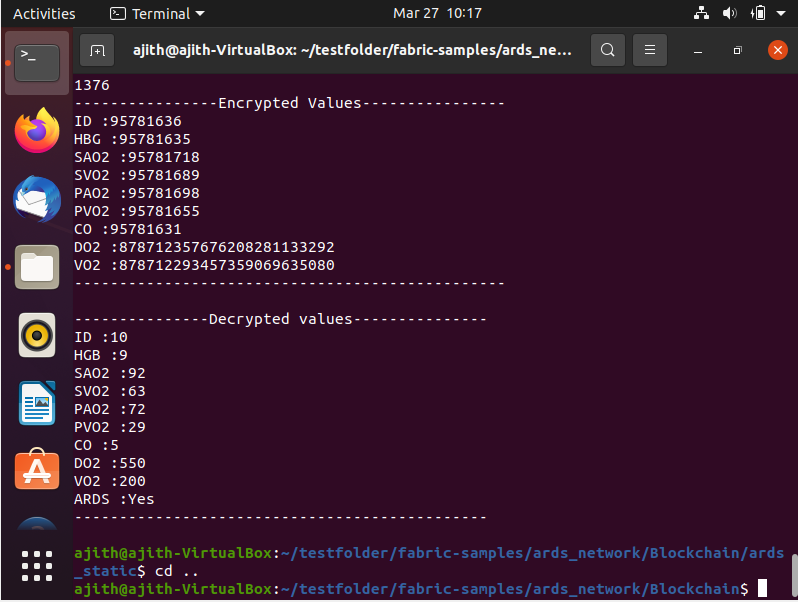 Activities Terminal Mar 27 10:17
ajith@ajith-VirtualBox: ~/testfolder/fabric-samples/ards_ne...
1376
----------------Encrypted Values----------------
ID :95781636
HBG :95781635
SAO2 :95781718
SVO2 :95781689
PAO2 :95781698
PVO2 :95781655
CO :95781631
DO2 :878712357676208281133292
VO2 :878712293457359069635080
------------------------------------------------
---------------Decrypted values---------------
ID :10
HGB :9
SAO2 :92
SVO2 :63
PAO2 :72
PVO2 :29
CO :5
DO2 :550
VO2 :200
ARDS :Yes
----------------------------------------------
ajith@ajith-VirtualBox:~/testfolder/fabric-samples/ards_network/Blockchain/ards
_static$ cd ..
ajith@ajith-VirtualBox:~/testfolder/fabric-samples/ards_network/Blockchain$